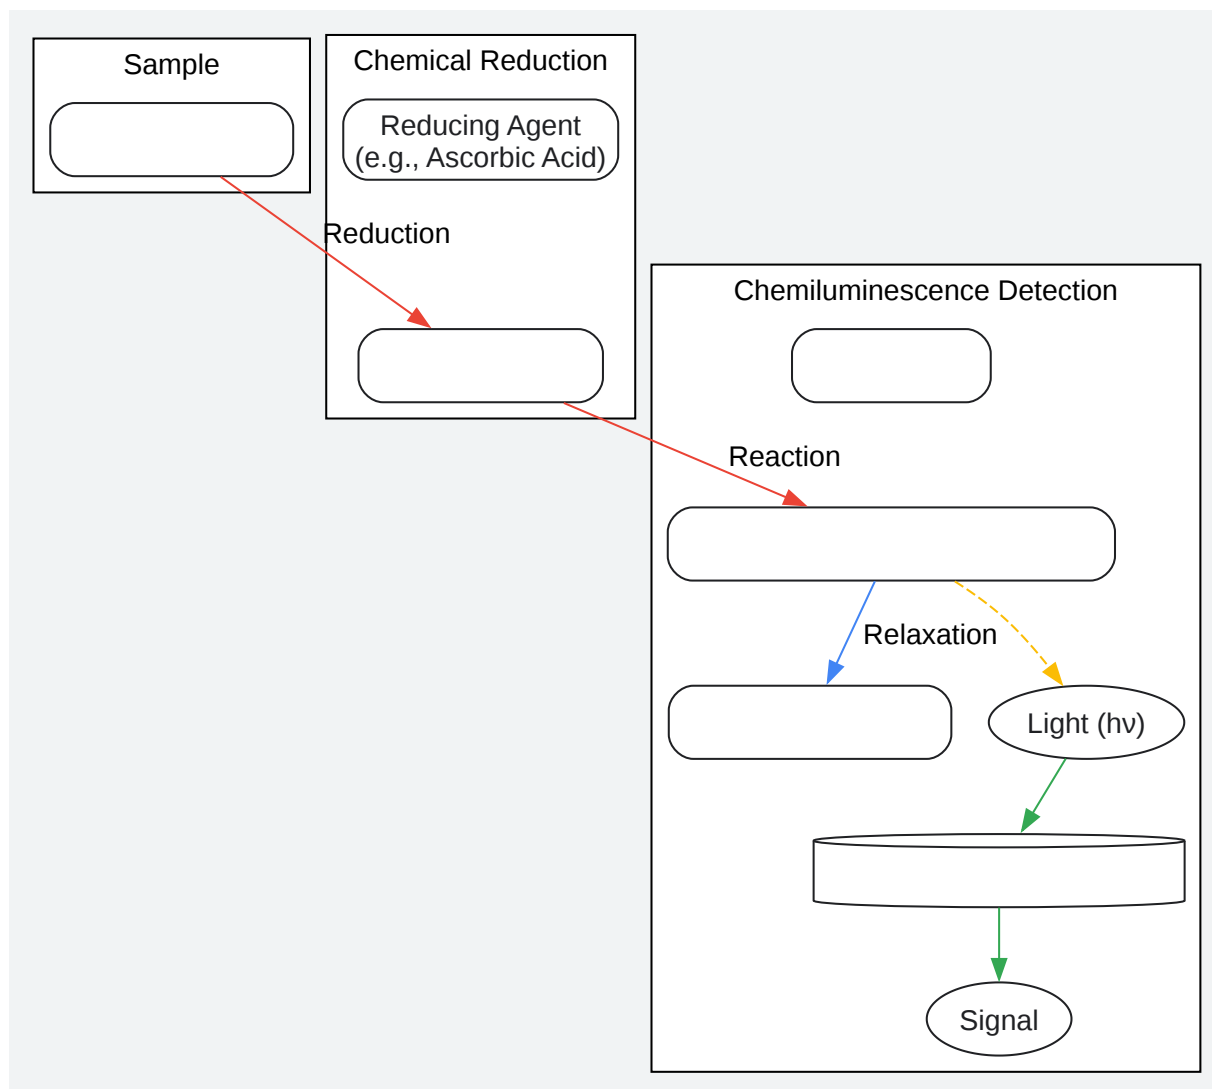 Sample
Chemical Reduction
Reducing Agent
(e.g., Ascorbic Acid)
Reduction
Chemiluminescence Detection
Reaction
Relaxation
Light (hν)
Signal